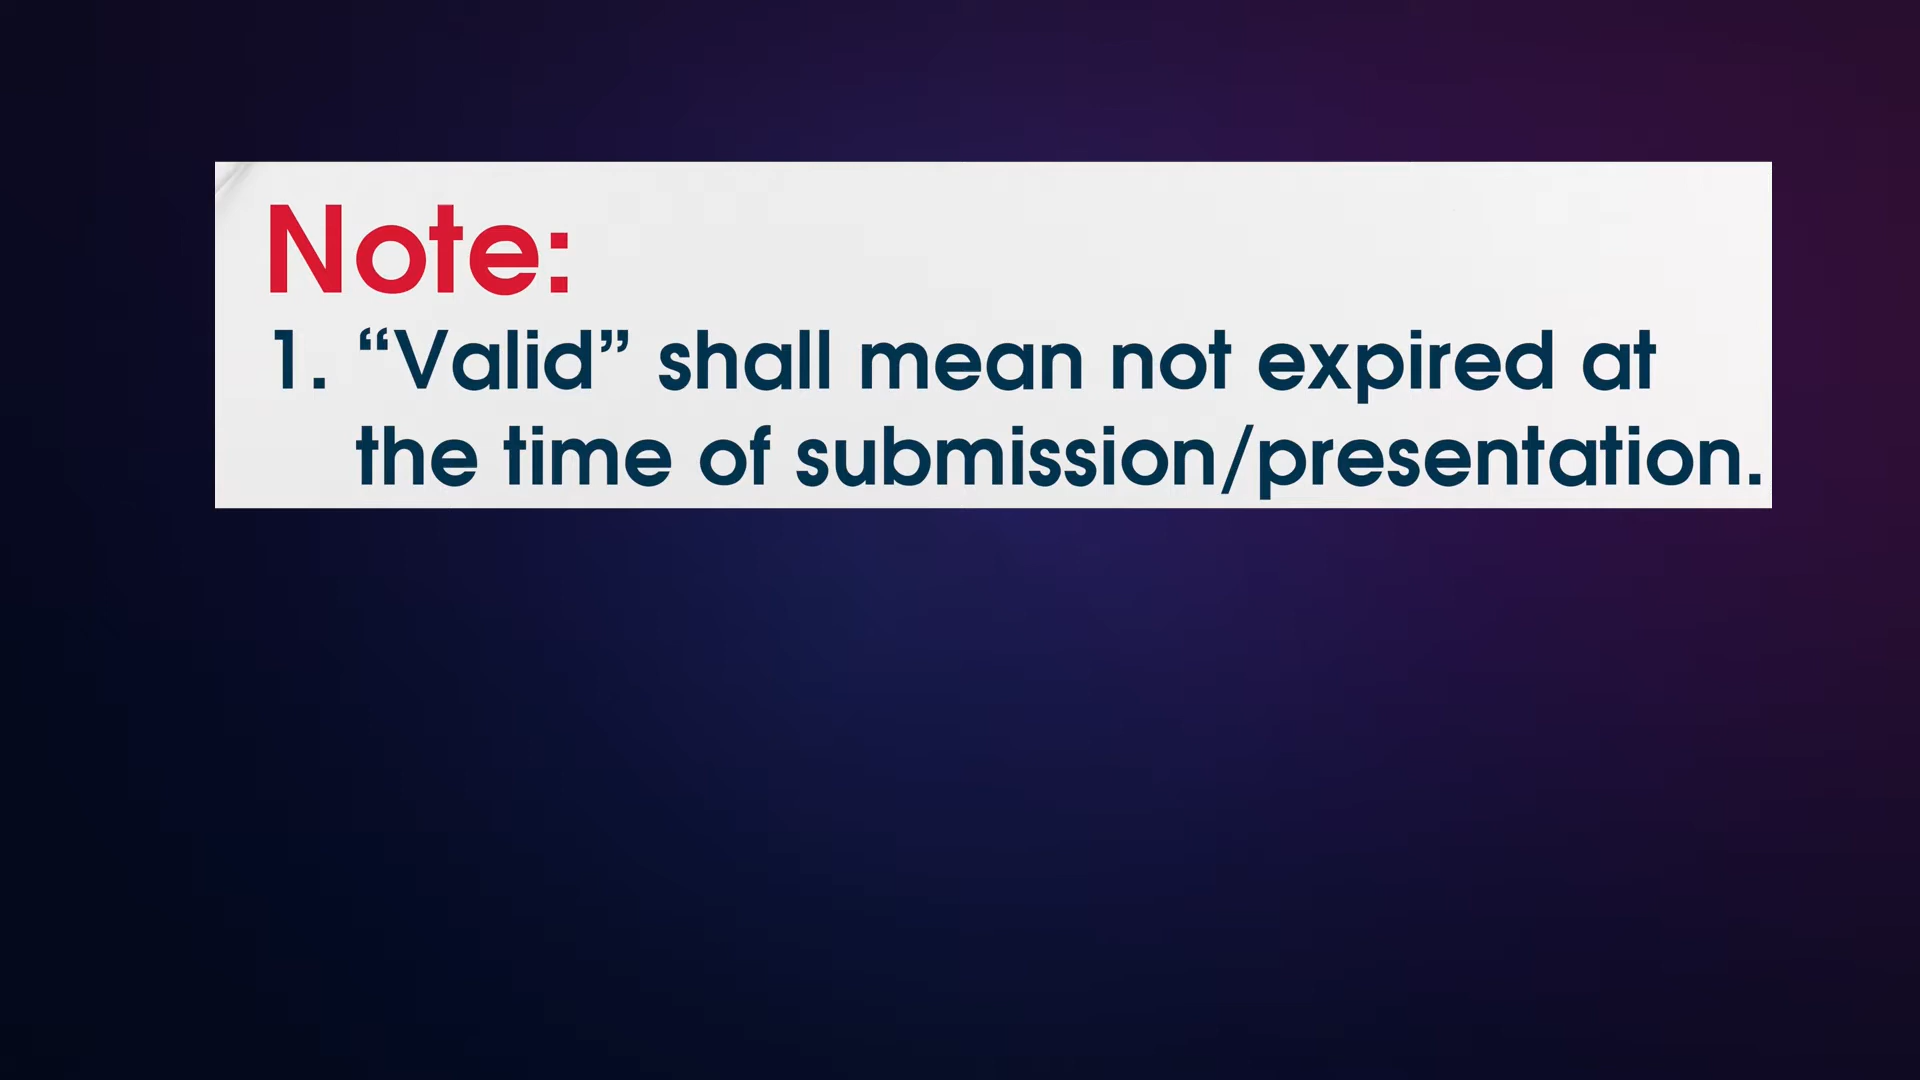 Note:
1. “Valid” shall mean not expired at
the time of submission/presentation.